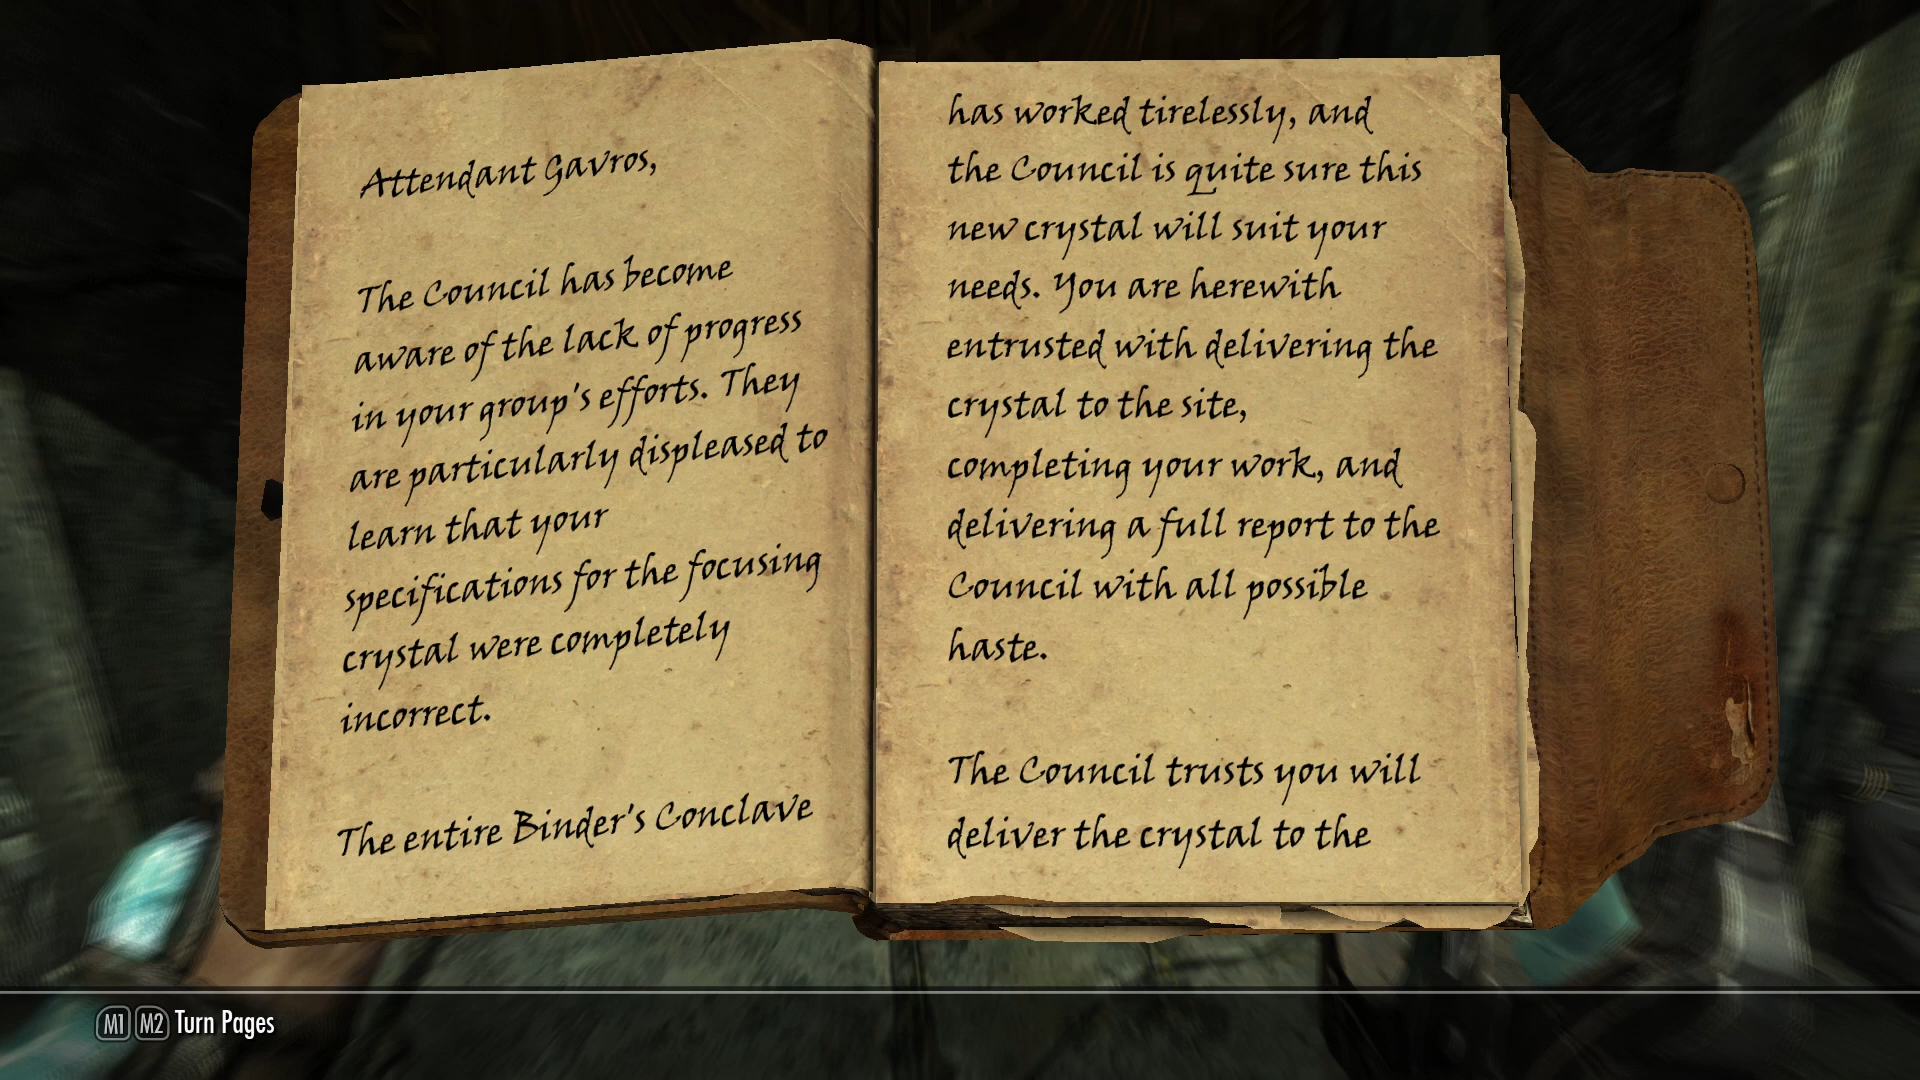 Attendant Gavros,
The Council has become
aware of the lack of progress
in your group's efforts. They
are particularly displeased to
learn that your
specifications for the focusing
crystal were completely
incorrect.
The entire Binder's Conclave
has worked tirelessly, and
the Council is quite sure this
new crystal will suit your
needs. You are herewith
entrusted with delivering the
crystal to the site,
completing your work, and
delivering a full report to the
Council with all possible
haste.
The Council trusts you will
deliver the crystal to the
M1 M2 Turn Pages